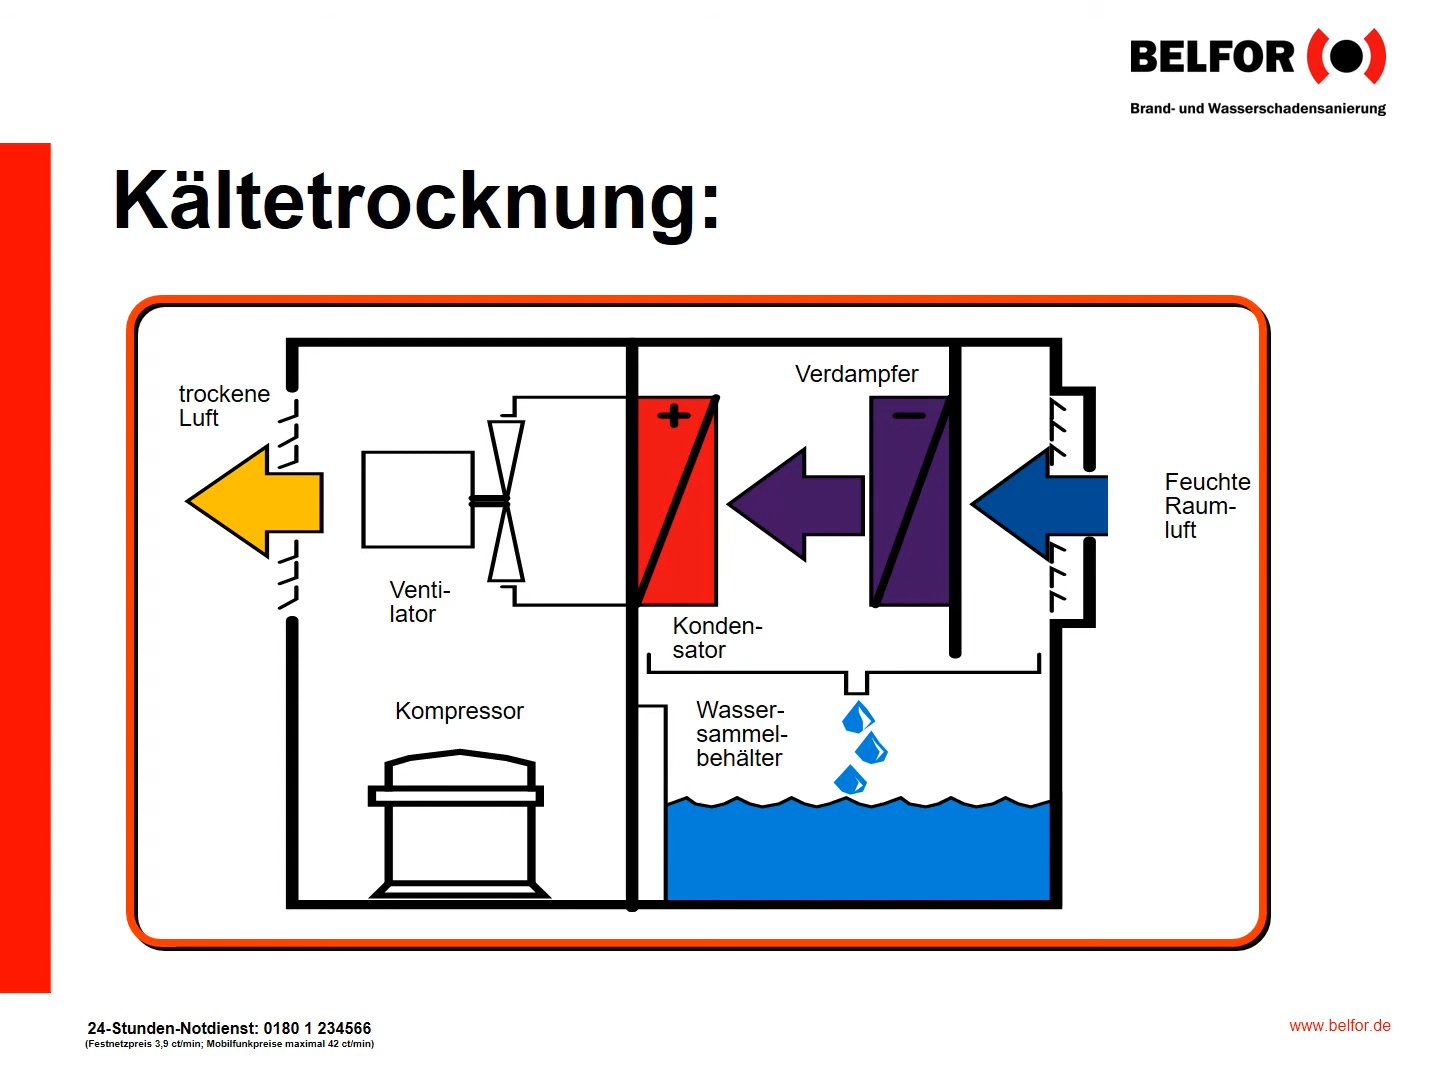 BELFOR
Brand- und Wasserschadensanierung
Kältetrocknung:
trockene
Luft
Verdampfer
+
–
Feuchte
Raum-
luft
Venti-
lator
Konden-
sator
Kompressor
Wasser-
sammel-
behälter
24-Stunden-Notdienst: 0180 1 234566
(Festnetzpreis 3,9 ct/min; Mobilfunkpreise maximal 42 ct/min)
www.belfor.de